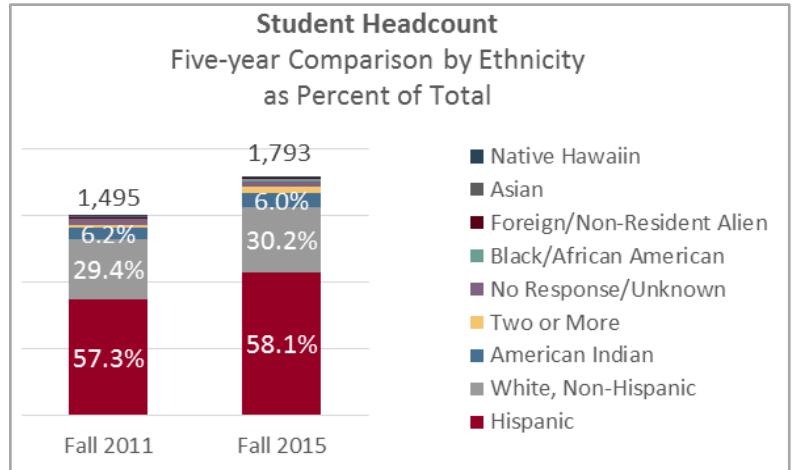 Student Headcount
Five-year Comparison by Ethnicity
as Percent of Total
1,495
6.2%
29.4%
57.3%
Fall 2011
1,793
6.0%
30.2%
58.1%
Fall 2015
Native Hawaiin
Asian
Foreign/Non-Resident Alien
Black/African American
No Response/Unknown
Two or More
American Indian
White, Non-Hispanic
Hispanic